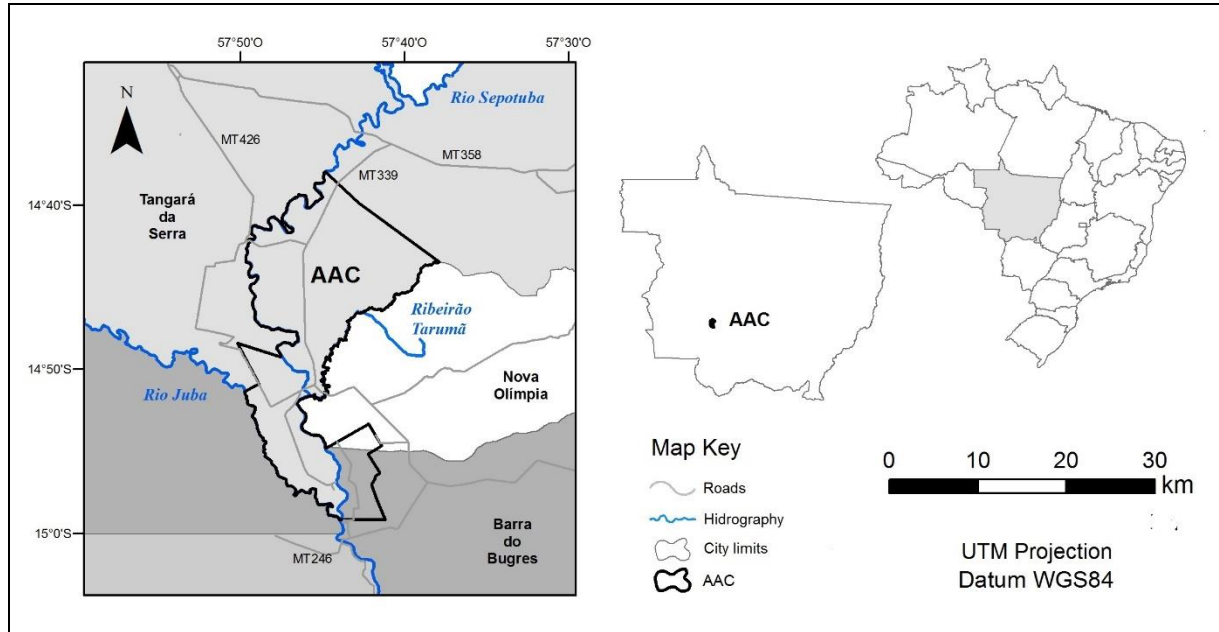 57°50'O 57°40'O 57°30'O
N
Rio Sepotuba
MT426
MT358
MT339
14°40'S
Tangará
da
Serra
AAC
Ribeirão
Tarumã
14°50'S
Rio Juba
Nova
Olímpia
15°0'S
Barra
do
Bugres
MT246
AAC
Map Key
Roads
Hidrography
City limits
AAC
0 10 20 30
km
UTM Projection
Datum WGS84